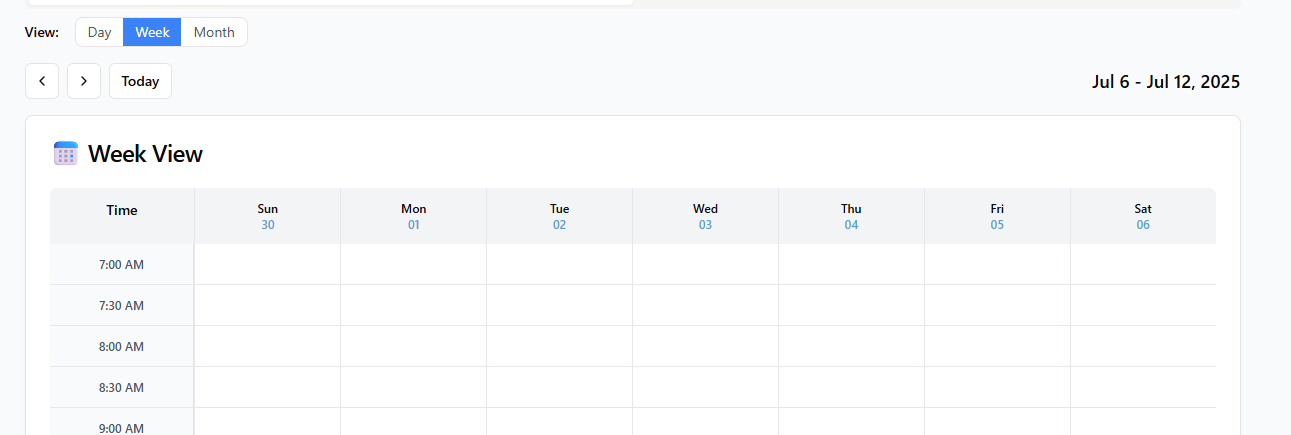 View: Day Week Month
Today
Jul 6 - Jul 12, 2025
Week View
Time Sun Mon Tue Wed Thu Fri Sat
30 01 02 03 04 05 06
7:00 AM
7:30 AM
8:00 AM
8:30 AM
9:00 AM